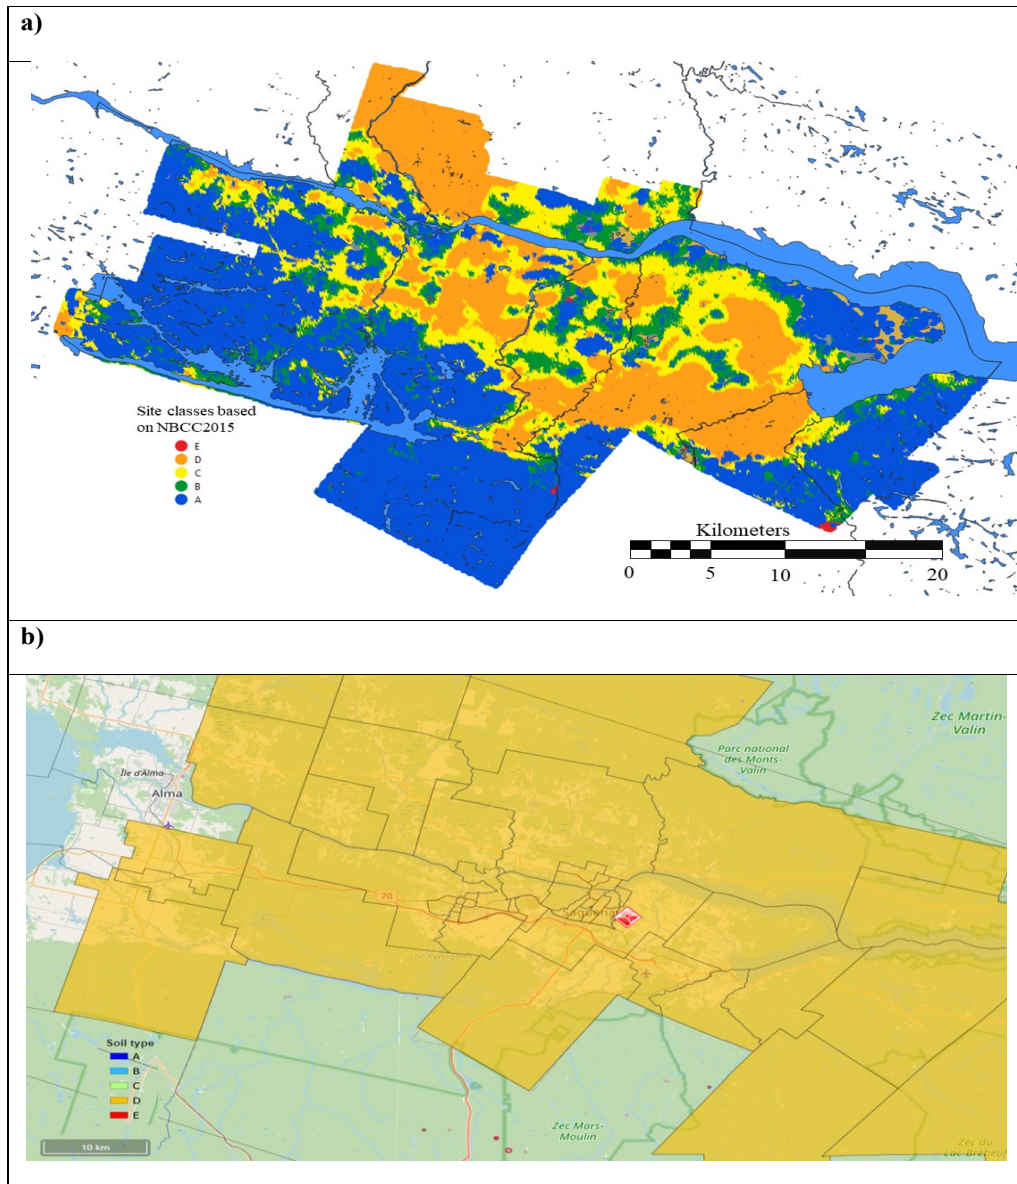 a)
Site classes based
on NBCC2015
E
D
C
B
A
Kilometers
0 5 10 20
b)
Zec Martin-
Valin
Parc national
des Monts-
Valin
Île d'Alma
Alma
70
Saguenay
Lac Kénogami
Soil type
A
B
C
D
E
10 km
Zec Mars-
Moulin
Zec du
Lac-Brébeuf